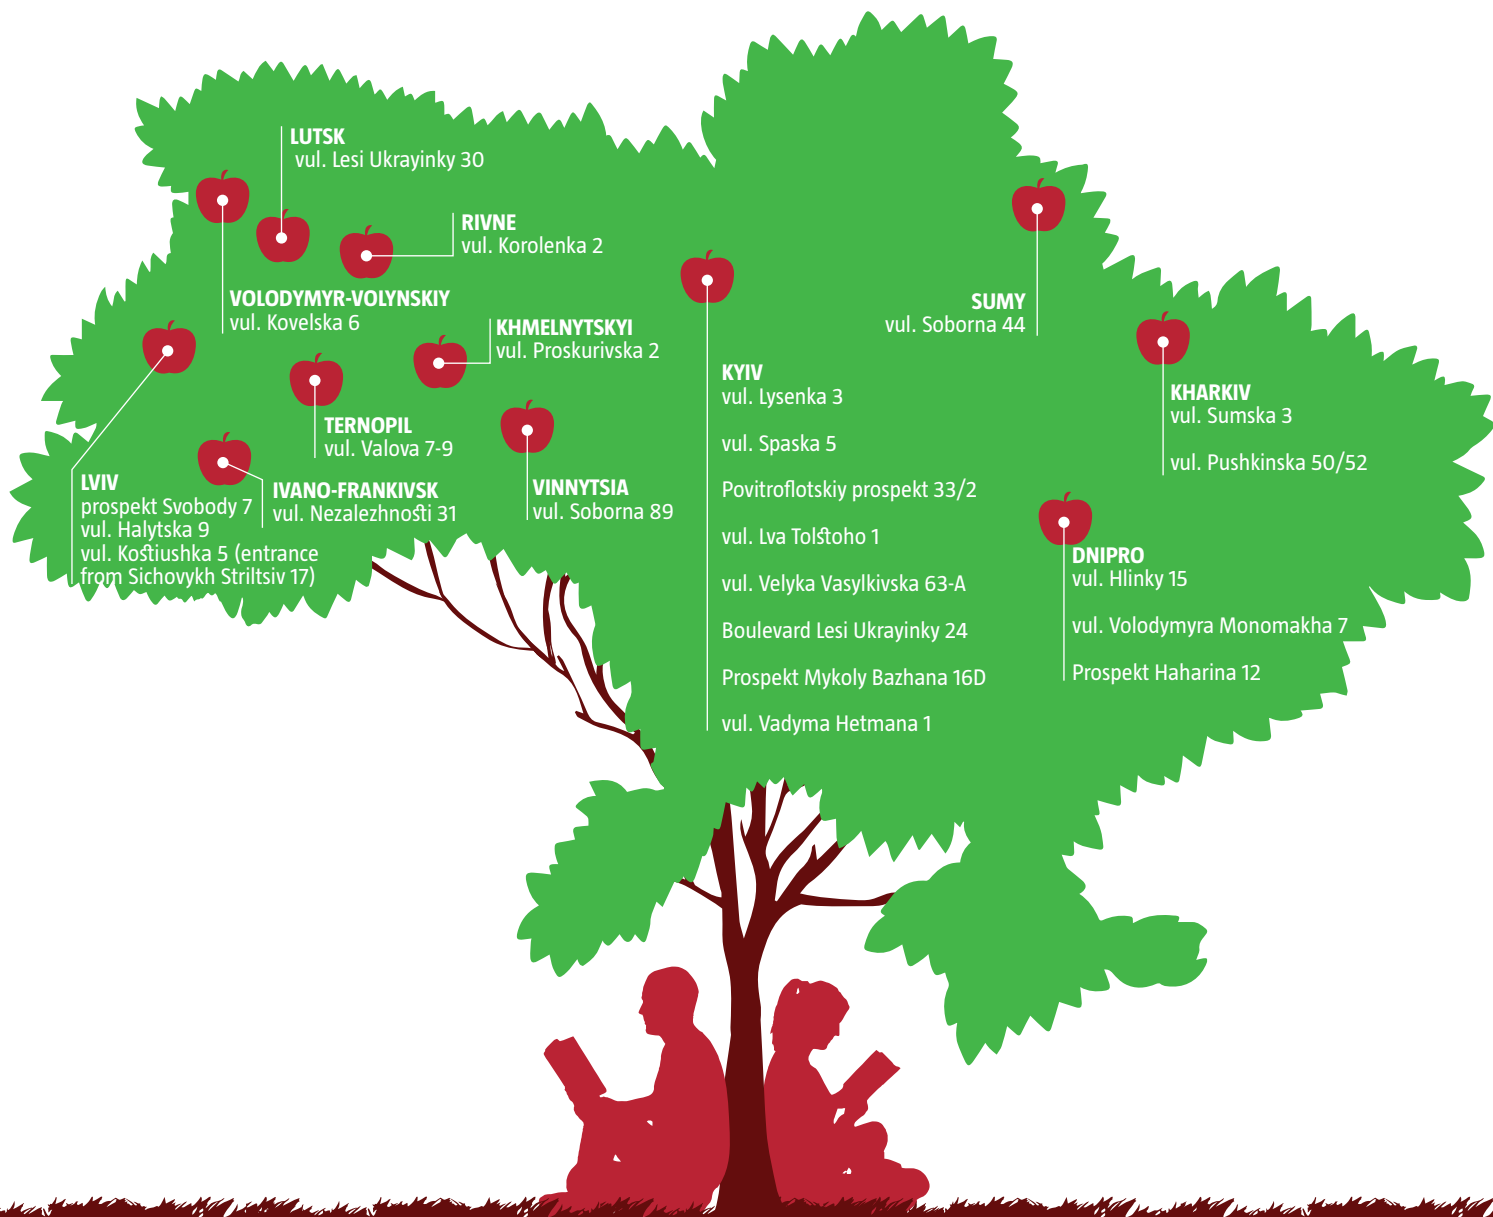 LUTSK
vul. Lesi Ukrayinky 30
RIVNE
vul. Korolenka 2
VOLODYMYR-VOLYNSKIY
vul. Kovelska 6
KHMELNYTSKYI
vul. Proskurivska 2
TERNOPIL
vul. Valova 7-9
LVIV
prospekt Svobody 7
vul. Halytska 9
vul. Kostiushka 5 (entrance
from Sichovykh Striltsiv 17)
IVANO-FRANKIVSK
vul. Nezalezhnosti 31
VINNYTSIA
vul. Soborna 89
KYIV
vul. Lysenka 3
vul. Spaska 5
Povitroflotskiy prospekt 33/2
vul. Lva Tolstoho 1
vul. Velyka Vasylkivska 63-A
Boulevard Lesi Ukrayinky 24
Prospekt Mykoly Bazhana 16D
vul. Vadyma Hetmana 1
SUMY
vul. Soborna 44
KHARKIV
vul. Sumska 3
vul. Pushkinska 50/52
DNIPRO
vul. Hlinky 15
vul. Volodymyra Monomakha 7
Prospekt Haharina 12